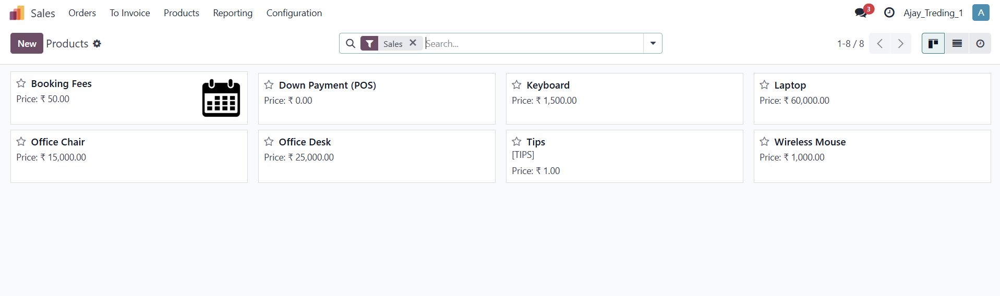 Sales Orders To Invoice Products Reporting Configuration 3 Ajay_Treding_1 A
New Products Sales Search... 1-8 / 8
Booking Fees
Price: ₹ 50.00
Down Payment (POS)
Price: ₹ 0.00
Keyboard
Price: ₹ 1,500.00
Laptop
Price: ₹ 60,000.00
Office Chair
Price: ₹ 15,000.00
Office Desk
Price: ₹ 25,000.00
Tips
[TIPS]
Price: ₹ 1.00
Wireless Mouse
Price: ₹ 1,000.00